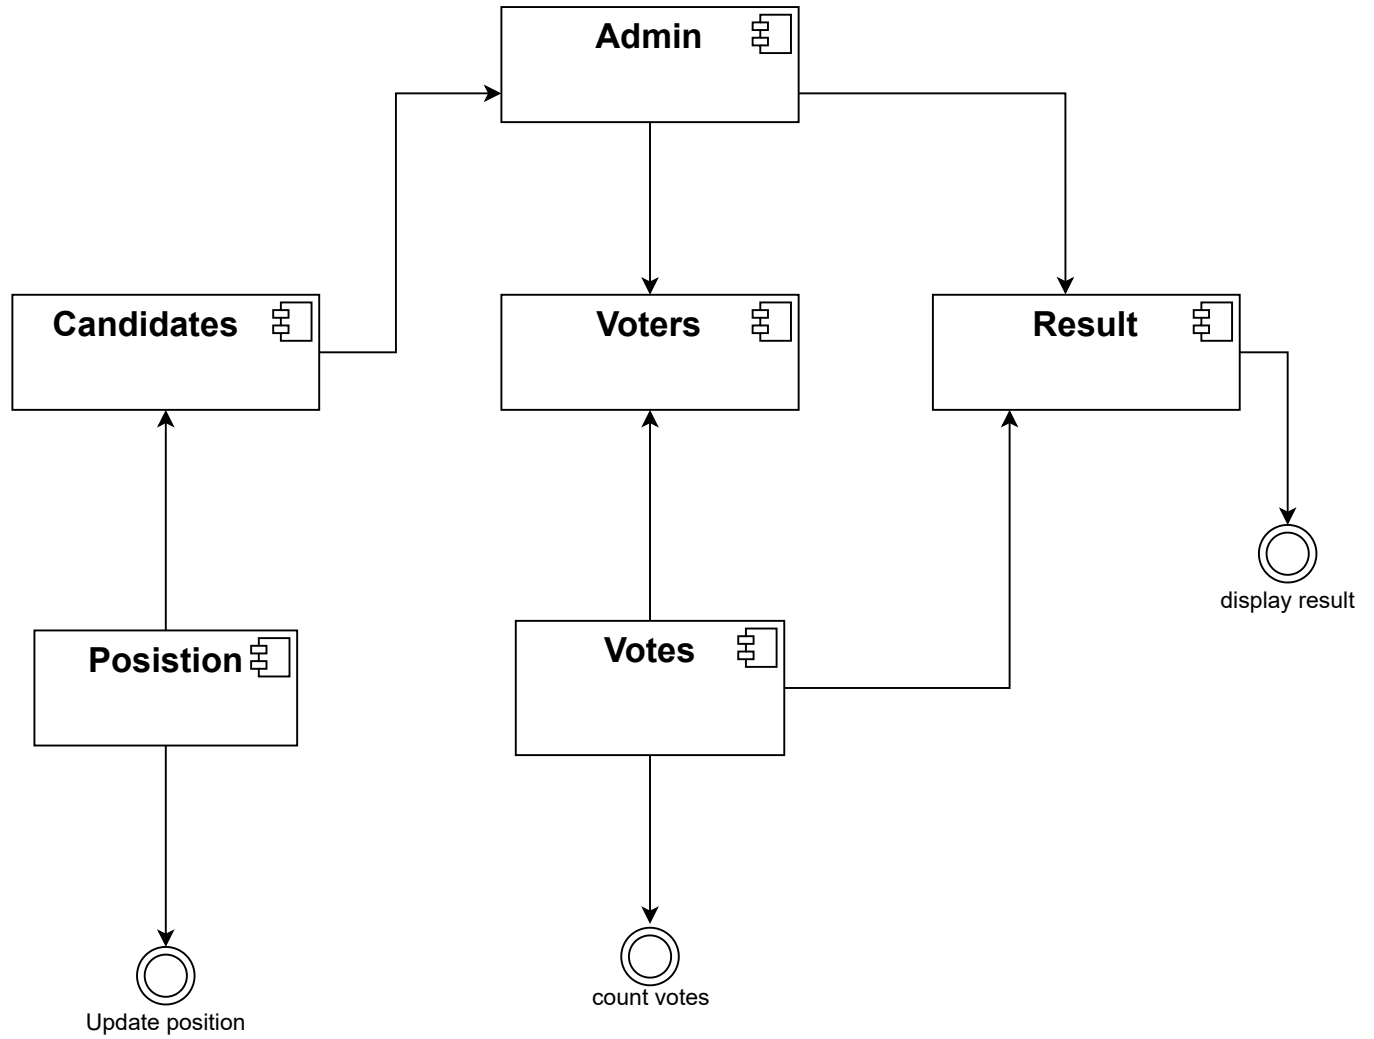 Admin
Candidates
Voters
Result
display result
Posistion
Votes
Update position
count votes